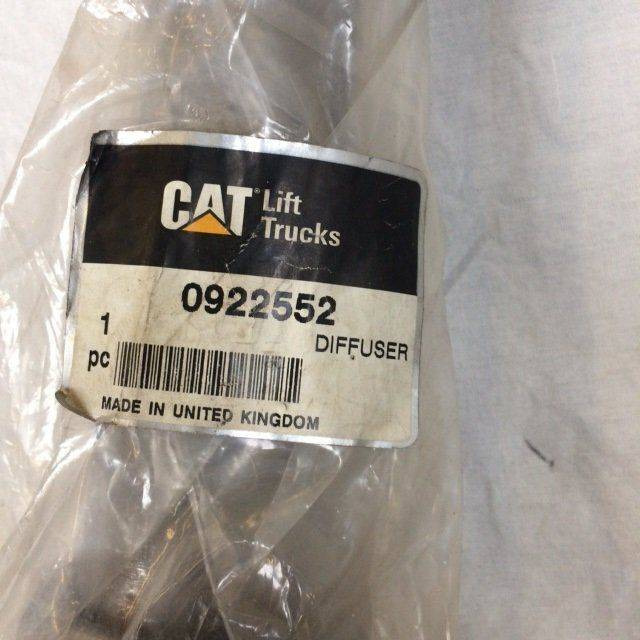 CAT® Lift
Trucks
0922552
1
DIFFUSER
pc
MADE IN UNITED KINGDOM